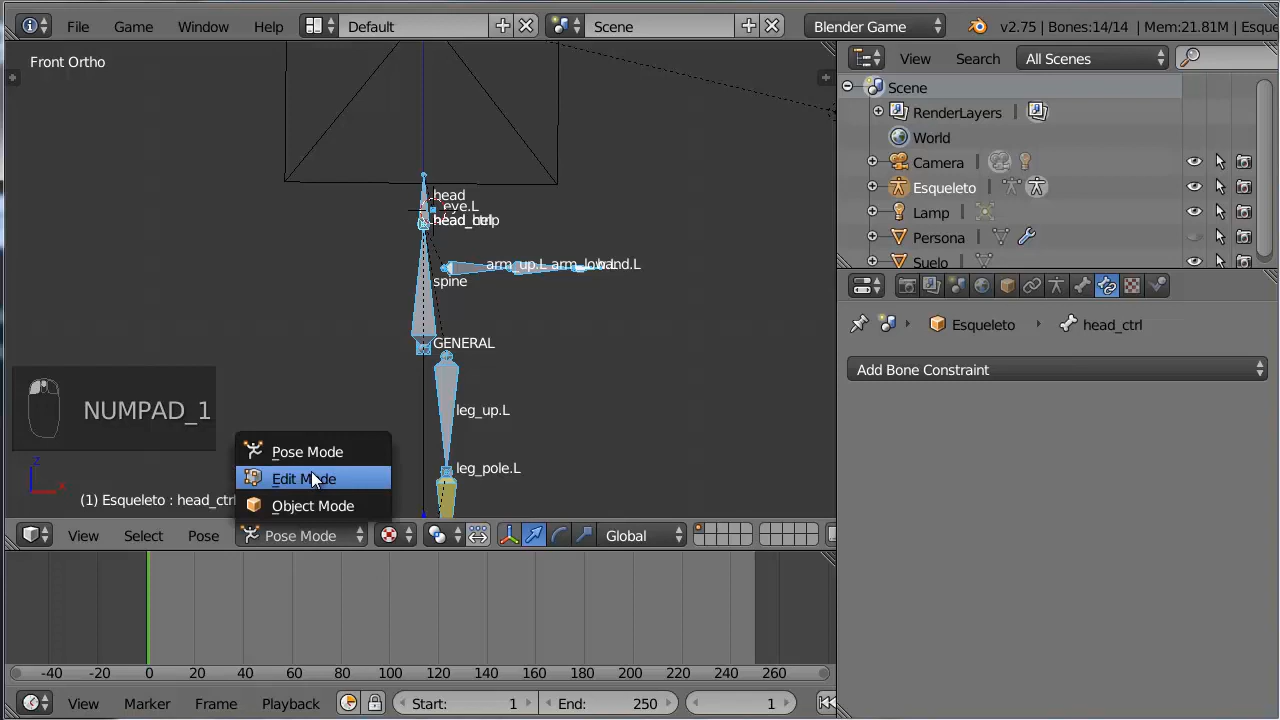 File Game Window Help Default Scene Blender Game v2.75 | Bones:14/14 | Mem:21.81M | Esque
Front Ortho
View Search All Scenes
Scene
RenderLayers
World
Camera
Esqueleto
Lamp
Persona
Suelo
head
eye.L
head_ctrl
arm_up.L
spine
GENERAL
leg_up.L
leg_pole.L
Esqueleto head_ctrl
Add Bone Constraint
NUMPAD_1
Pose Mode
Edit Mode
Object Mode
z
x
(1) Esqueleto : head_ctrl
View Select Pose Pose Mode Global
-40 -20 0 20 40 60 80 100 120 140 160 180 200 220 240 260
View Marker Frame Playback Start: 1 End: 250 1